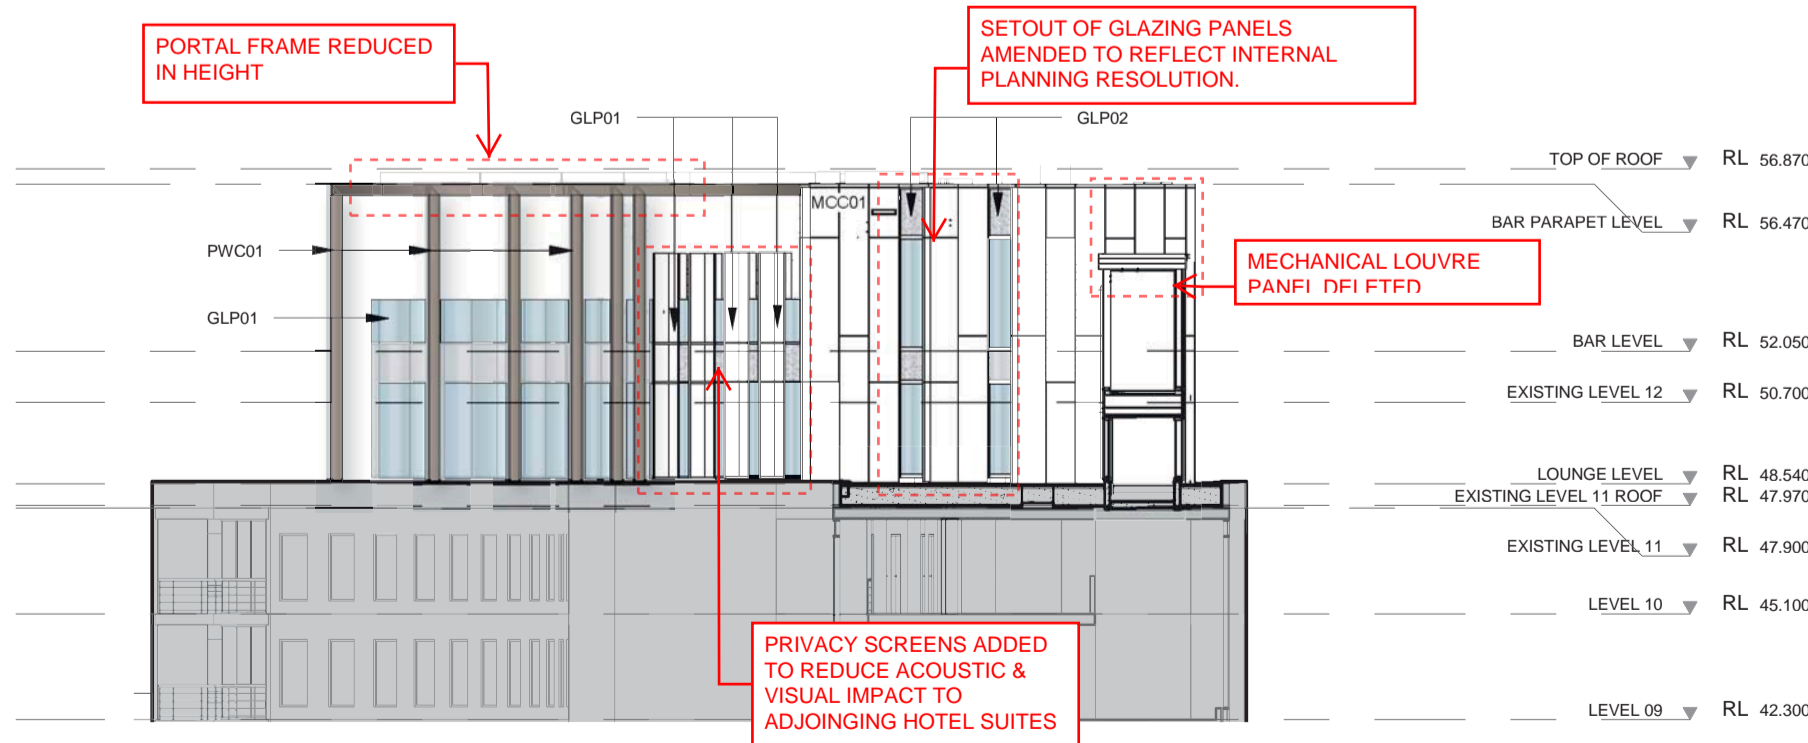 PORTAL FRAME REDUCED
IN HEIGHT
SETOUT OF GLAZING PANELS
AMENDED TO REFLECT INTERNAL
PLANNING RESOLUTION.
GLP01
GLP02
TOP OF ROOF RL 56.870
MCC01
BAR PARAPET LEVEL RL 56.470
PWC01
MECHANICAL LOUVRE
PANEL DELETED
GLP01
BAR LEVEL RL 52.050
EXISTING LEVEL 12 RL 50.700
LOUNGE LEVEL RL 48.540
EXISTING LEVEL 11 ROOF RL 47.970
EXISTING LEVEL 11 RL 47.900
LEVEL 10 RL 45.100
PRIVACY SCREENS ADDED
TO REDUCE ACOUSTIC &
VISUAL IMPACT TO
ADJOINGING HOTEL SUITES
LEVEL 09 RL 42.300